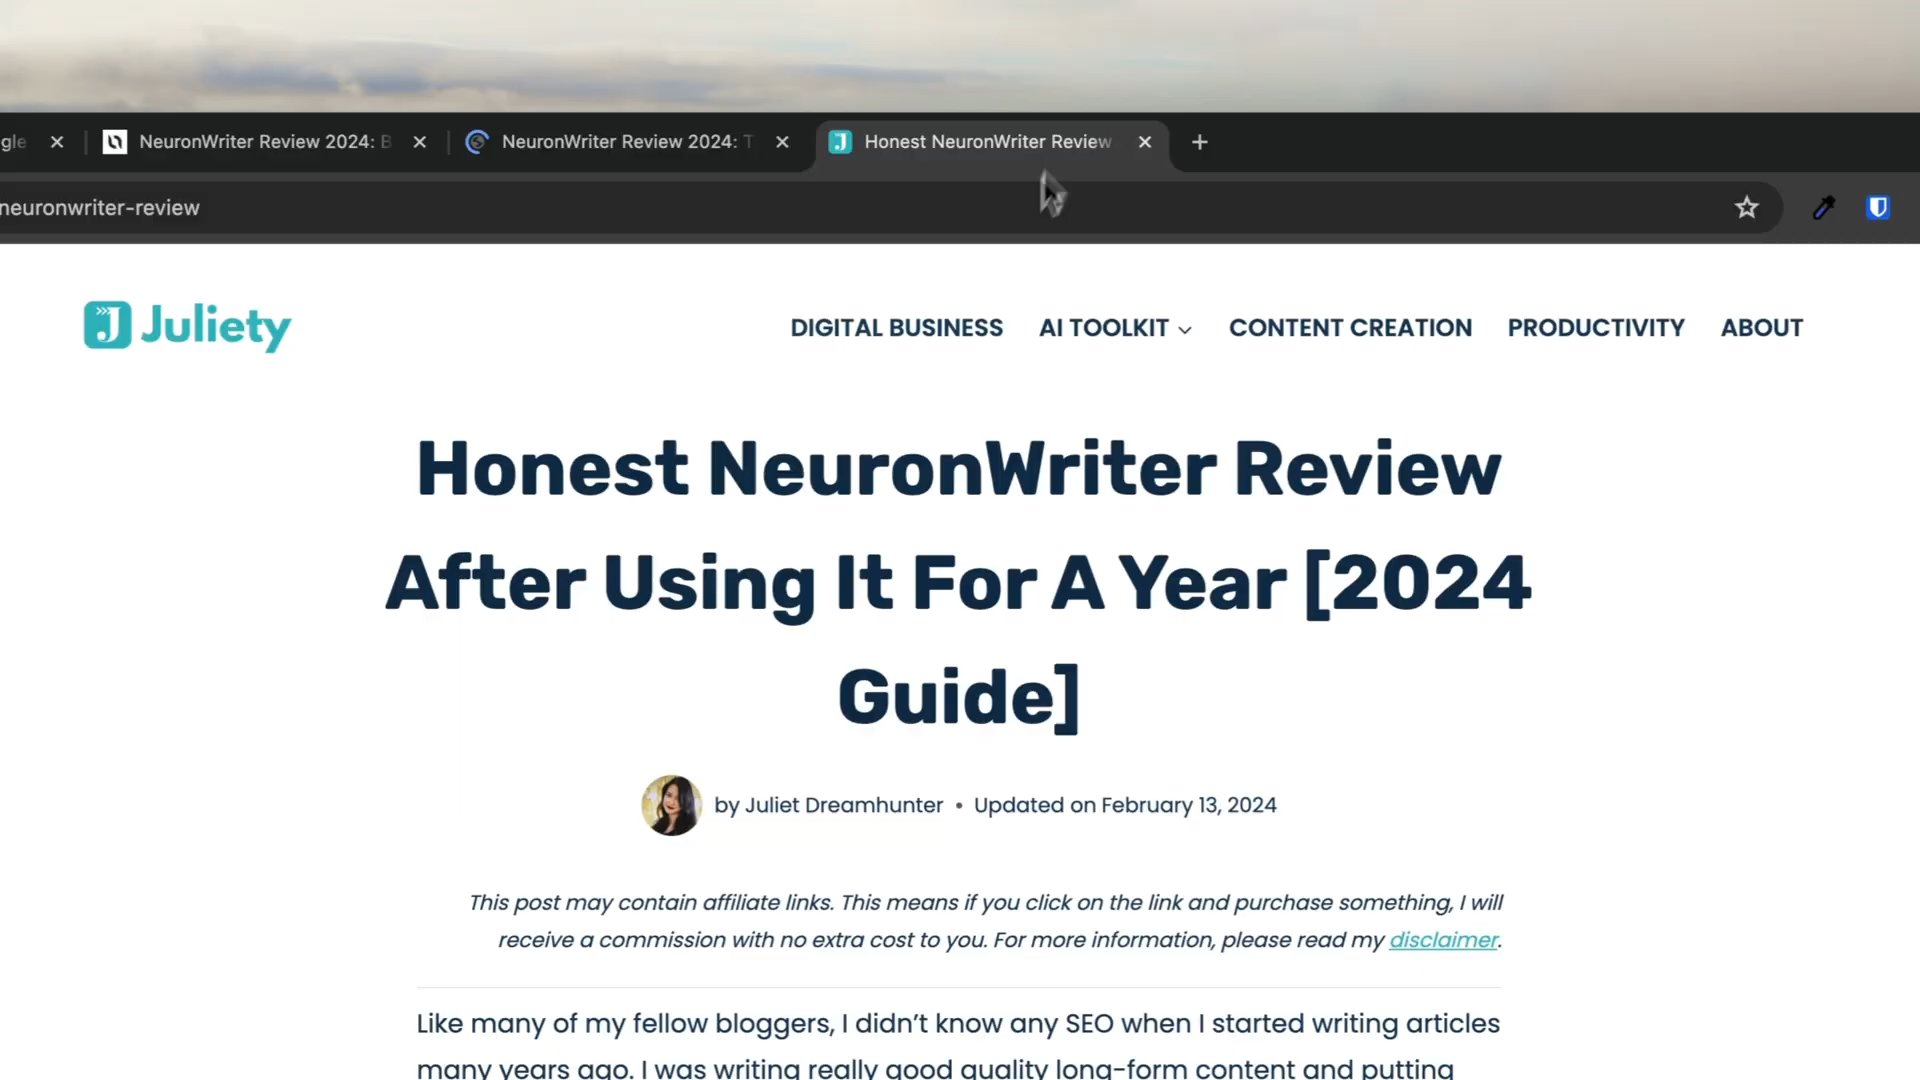 gle
NeuronWriter Review 2024: B
NeuronWriter Review 2024: T
Honest NeuronWriter Review
neuronwriter-review
Juliety
DIGITAL BUSINESS
AI TOOLKIT
CONTENT CREATION
PRODUCTIVITY
ABOUT
Honest NeuronWriter Review
After Using It For A Year [2024
Guide]
by Juliet Dreamhunter • Updated on February 13, 2024
This post may contain affiliate links. This means if you click on the link and purchase something, I will
receive a commission with no extra cost to you. For more information, please read my disclaimer.
Like many of my fellow bloggers, I didn’t know any SEO when I started writing articles
many years ago. I was writing really good quality long-form content and putting